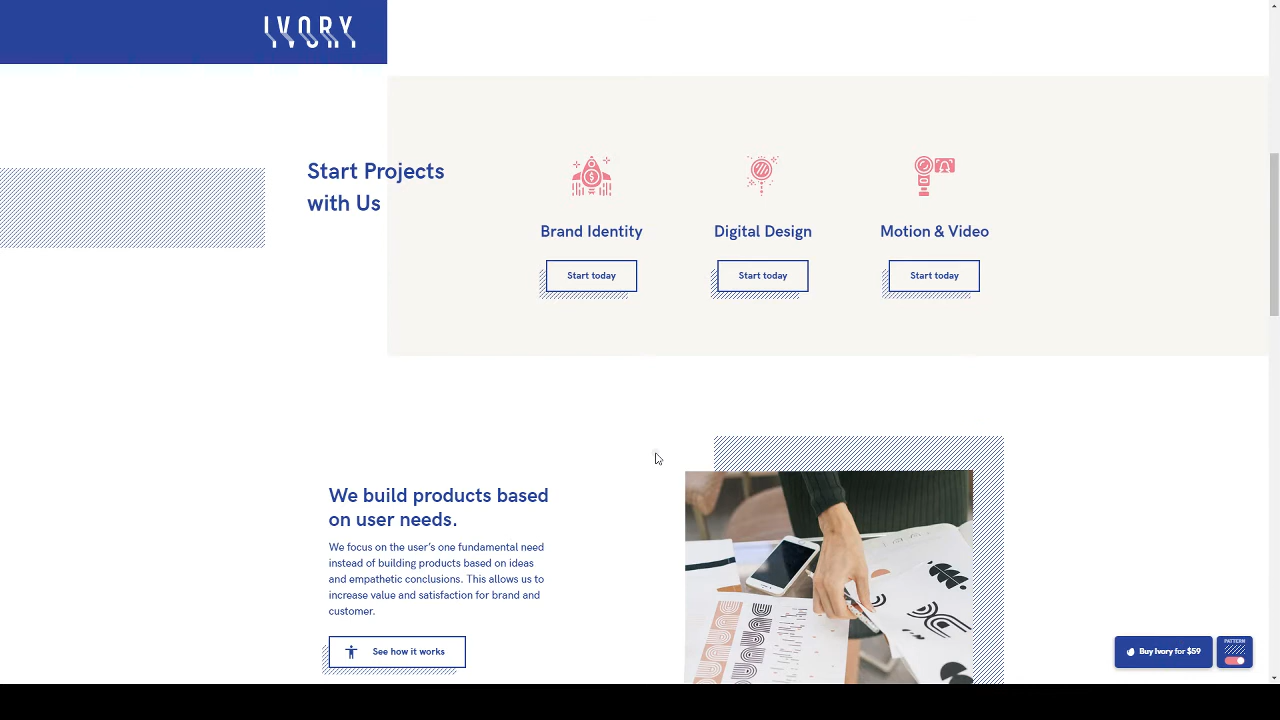 IVORY
Start Projects
with Us
Brand Identity
Digital Design
Motion & Video
Start today
Start today
Start today
We build products based
on user needs.
We focus on the user's one fundamental need
instead of building products based on ideas
and empathetic conclusions. This allows us to
increase value and satisfaction for brand and
customer.
See how it works
Buy Ivory for $59
PATTERN